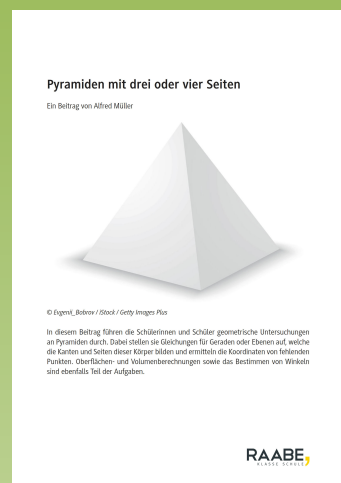 Pyramiden mit drei oder vier Seiten
Ein Beitrag von Alfred Müller
© Evgenii_Bobrov / iStock / Getty Images Plus
In diesem Beitrag führen die Schülerinnen und Schüler geometrische Untersuchungen
an Pyramiden durch. Dabei stellen sie Gleichungen für Geraden oder Ebenen auf, welche
die Kanten und Seiten dieser Körper bilden und ermitteln die Koordinaten von fehlenden
Punkten. Oberflächen- und Volumenberechnungen sowie das Bestimmen von Winkeln
sind ebenfalls Teil der Aufgaben.
RAABE,
KLASSE SCHULE